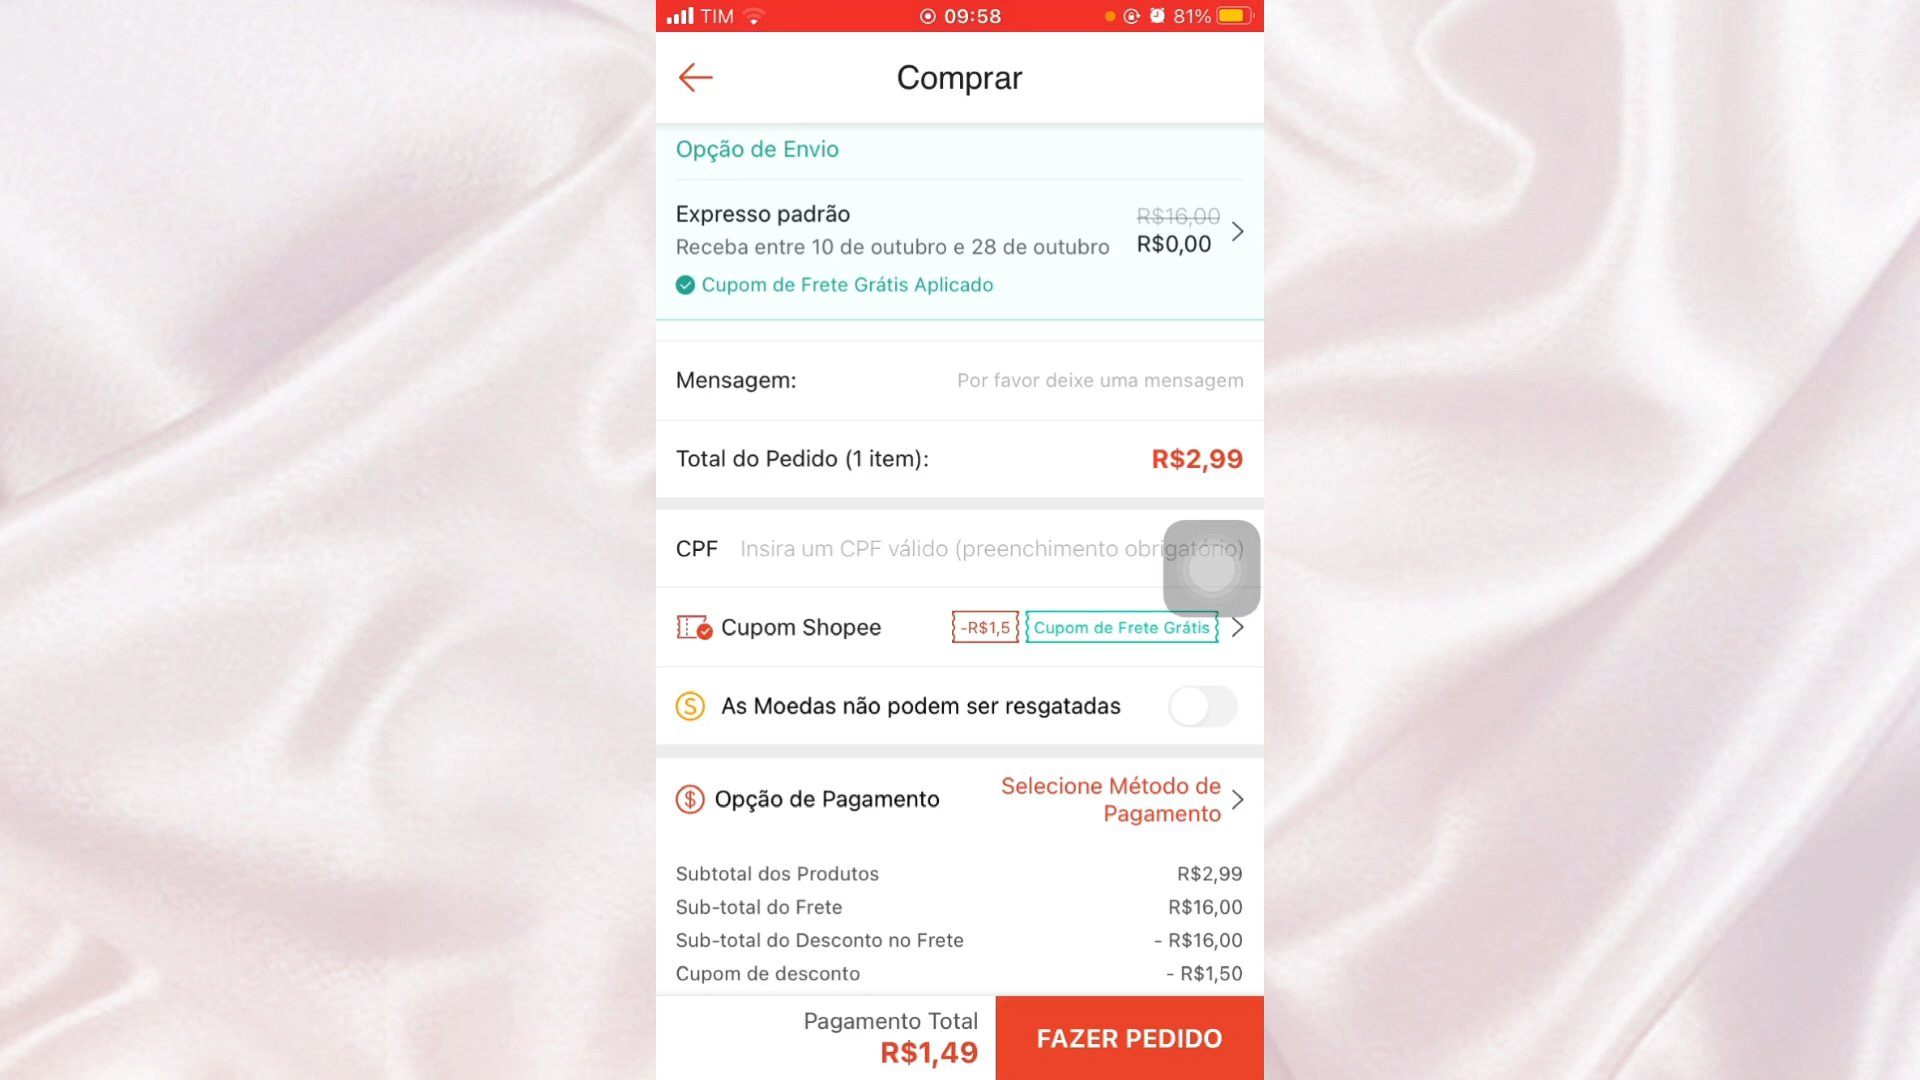 TIM 09:58 81%
Comprar
Opção de Envio
Expresso padrão R$16,00
Receba entre 10 de outubro e 28 de outubro R$0,00
Cupom de Frete Grátis Aplicado
Mensagem: Por favor deixe uma mensagem
Total do Pedido (1 item): R$2,99
CPF Insira um CPF válido (preenchimento obrigatório)
Cupom Shopee -R$1,5 Cupom de Frete Grátis
As Moedas não podem ser resgatadas
Opção de Pagamento Selecione Método de
Pagamento
Subtotal dos Produtos R$2,99
Sub-total do Frete R$16,00
Sub-total do Desconto no Frete - R$16,00
Cupom de desconto - R$1,50
Pagamento Total
R$1,49
FAZER PEDIDO